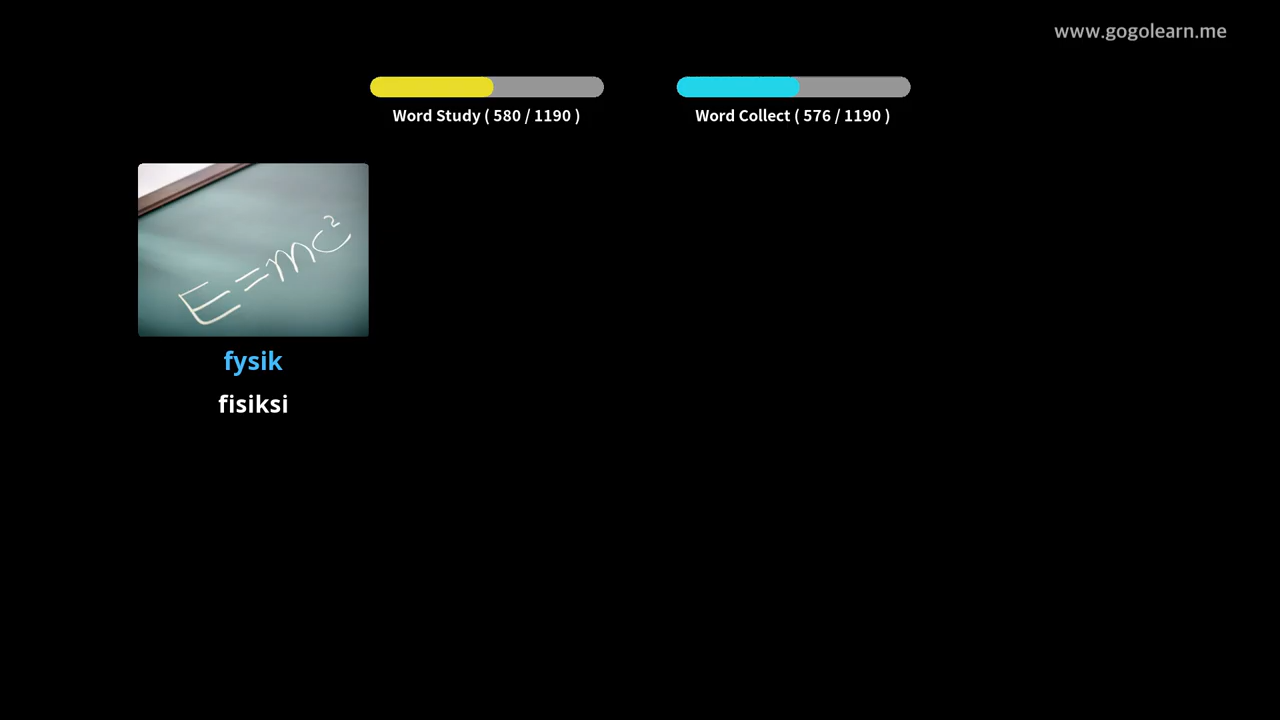 www.gogolearn.me
Word Study ( 580 / 1190 )
Word Collect ( 576 / 1190 )
E=mc²
fysik
fisiksi